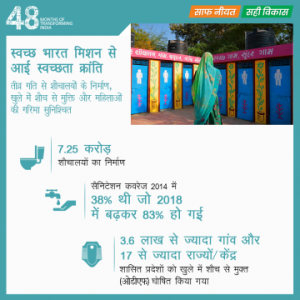 48 MONTHS OF
TRANSFORMING
INDIA
साफ नीयत सही विकास
स्वच्छ भारत मिशन से
आई स्वच्छता क्रांति
तीव्र गति से शौचालयों के निर्माण,
खुले में शौच से मुक्ति और महिलाओं
की गरिमा सुनिश्चित
7.25 करोड़
शौचालयों का निर्माण
सैनिटेशन कवरेज 2014 में
38% थी जो 2018
में बढ़कर 83% हो गई
3.6 लाख से ज्यादा गांव और
17 से ज्यादा राज्यों/केंद्र
शासित प्रदेशों को खुले में शौच से मुक्त
(ओडीएफ) घोषित किया गया